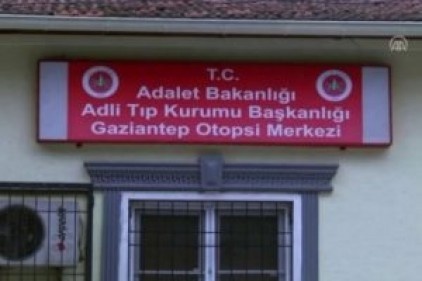 T.C.
Adalet Bakanlığı
Adli Tıp Kurumu Başkanlığı
Gaziantep Otopsi Merkezi